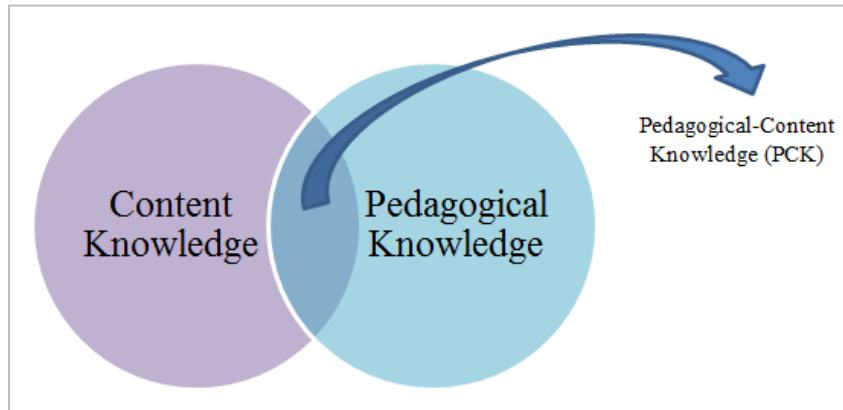 Content
Knowledge
Pedagogical
Knowledge
Pedagogical-Content
Knowledge (PCK)